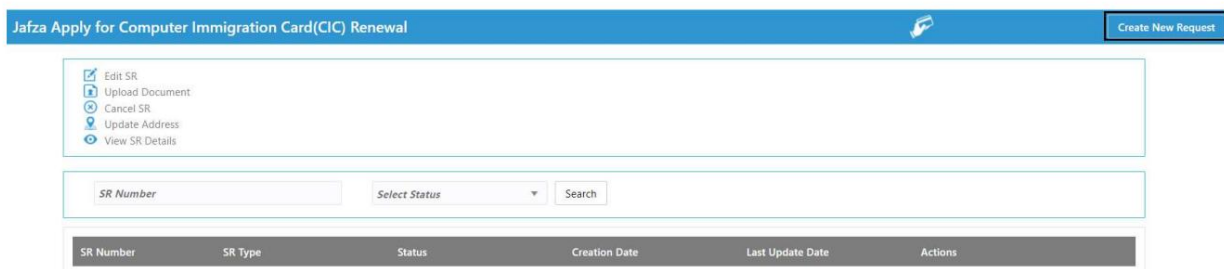 Jafza Apply for Computer Immigration Card(CIC) Renewal Create New Request
Edit SR
Upload Document
Cancel SR
Update Address
View SR Details
SR Number Select Status Search
SR Number SR Type Status Creation Date Last Update Date Actions